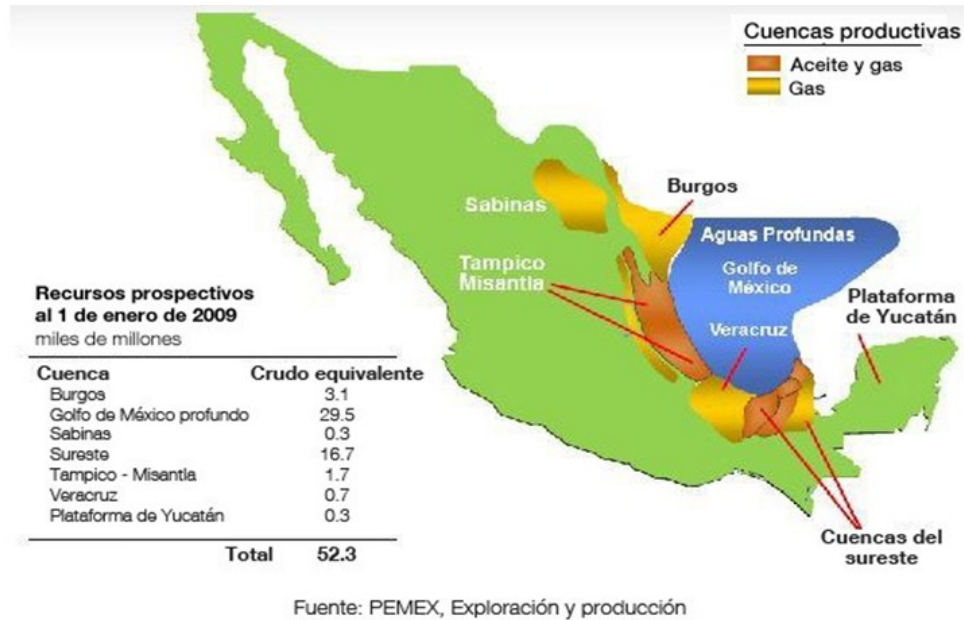 Cuencas productivas
Aceite y gas
Gas
Burgos
Sabinas
Aguas Profundas
Golfo de
México
Tampico
Misantla
Veracruz
Plataforma
de Yucatán
Recursos prospectivos
al 1 de enero de 2009
miles de millones
Cuenca Crudo equivalente
Burgos 3.1
Golfo de México profundo 29.5
Sabinas 0.3
Sureste 16.7
Tampico - Misantla 1.7
Veracruz 0.7
Plataforma de Yucatán 0.3
Total 52.3
Cuencas del
sureste
Fuente: PEMEX, Exploración y producción